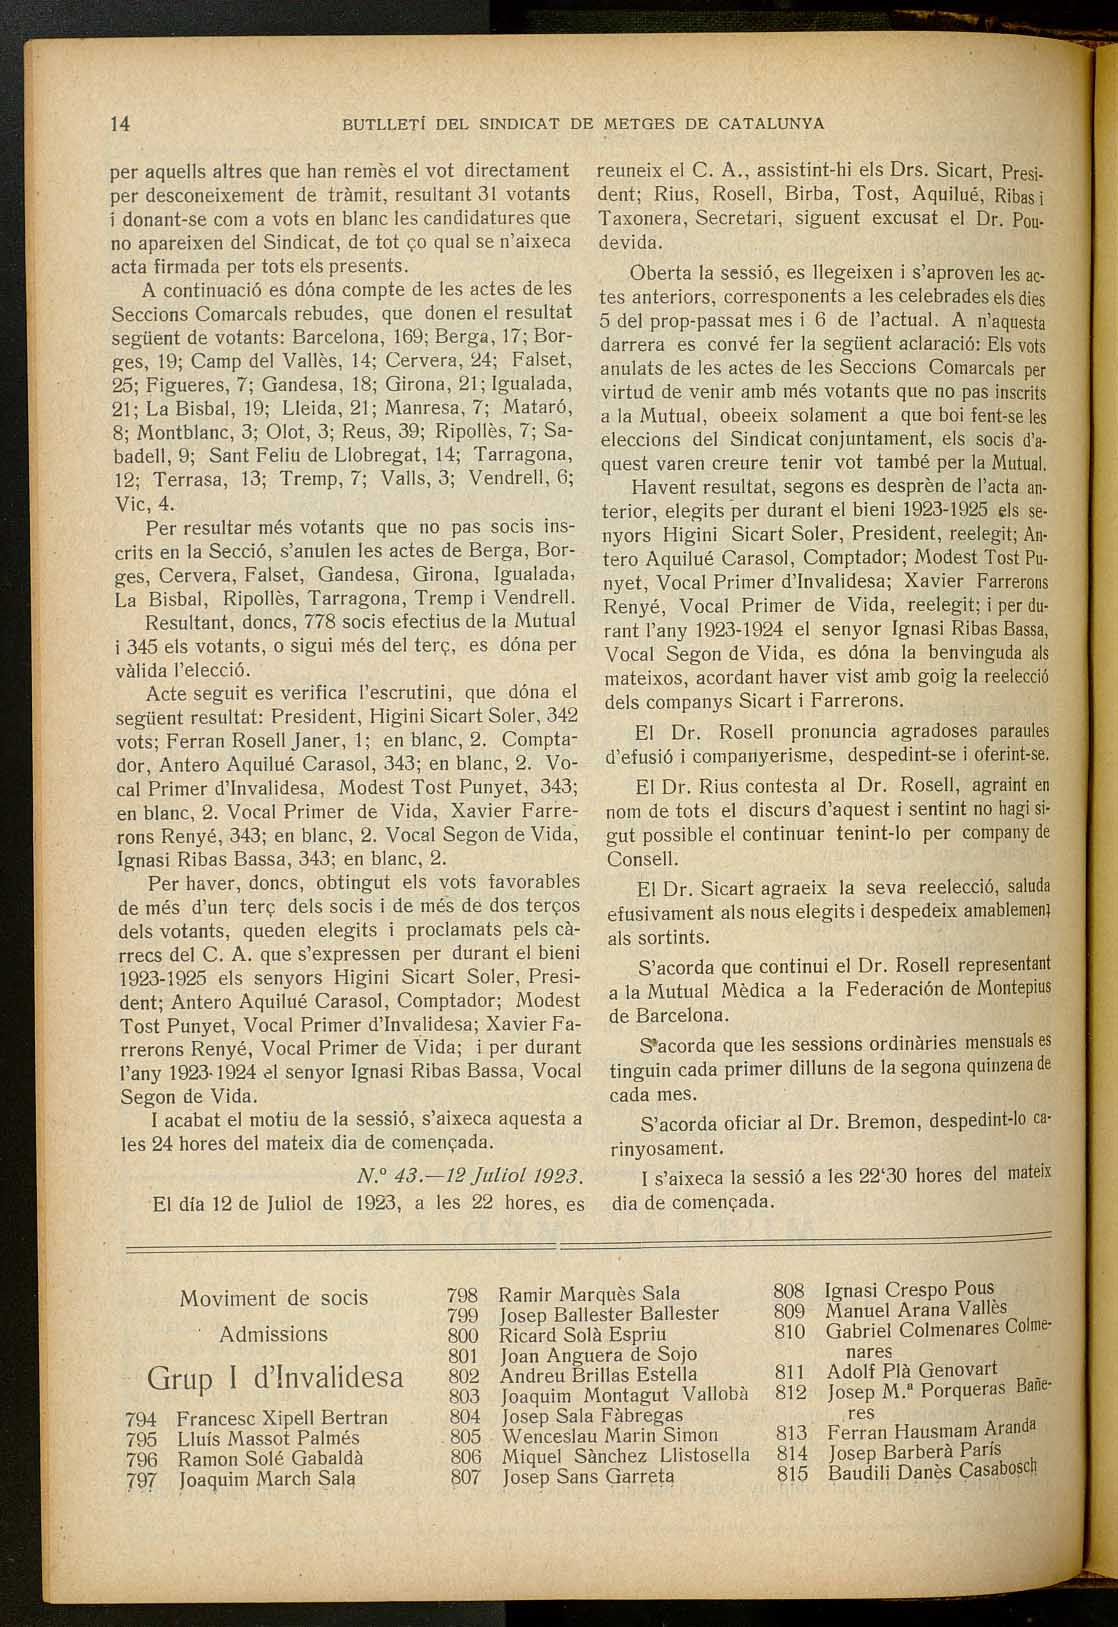 14
BUTLLETÍ DEL SINDICAT DE METGES DE CATALUNYA
per aquells altres que han remès el vot directament
per desconeixement de tràmit, resultant 31 votants
i donant-se com a vots en blanc les candidatures que
no apareixen del Sindicat, de tot ço qual se n'aixeca
acta firmada per tots els presents.
A continuació es dóna compte de les actes de les
Seccions Comarcals rebudes, que donen el resultat
següent de votants: Barcelona, 169; Berga, 17; Bor-
ges, 19; Camp del Vallès, 14; Cervera, 24; Falset,
25; Figueres, 7; Gandesa, 18; Girona, 21; Igualada,
21; La Bisbal, 19; Lleida, 21; Manresa, 7; Mataró,
8; Montblanc, 3; Olot, 3; Reus, 39; Ripollès, 7; Sa-
badell, 9; Sant Feliu de Llobregat, 14; Tarragona,
12; Terrasa, 13; Tremp, 7; Valls, 3; Vendrell, 6;
Vic, 4.
Per resultar més votants que no pas socis ins-
crits en la Secció, s'anulen les actes de Berga, Bor-
ges, Cervera, Falset, Gandesa, Girona, Igualada,
La Bisbal, Ripollès, Tarragona, Tremp i Vendrell.
Resultant, doncs, 778 socis efectius de la Mutual
i 345 els votants, o sigui més del terç, es dóna per
vàlida l'elecció.
Acte seguit es verifica l'escrutini, que dóna el
següent resultat: President, Higini Sicart Soler, 342
vots; Ferran Rosell Janer, 1; en blanc, 2. Compta-
dor, Antero Aquilué Carasol, 343; en blanc, 2. Vo-
cal Primer d'Invalidesa, Modest Tost Punyet, 343;
en blanc, 2. Vocal Primer de Vida, Xavier Farre-
rons Renyé, 343; en blanc, 2. Vocal Segon de Vida,
Ignasi Ribas Bassa, 343; en blanc, 2.
Per haver, doncs, obtingut els vots favorables
de més d'un terç dels socis i de més de dos terços
dels votants, queden elegits i proclamats pels cà-
rrecs del C. A. que s'expressen per durant el bieni
1923-1925 els senyors Higini Sicart Soler, Presi-
dent; Antero Aquilué Carasol, Comptador; Modest
Tost Punyet, Vocal Primer d'Invalidesa; Xavier Fa-
rrerons Renyé, Vocal Primer de Vida; i per durant
l'any 1923-1924 el senyor Ignasi Ribas Bassa, Vocal
Segon de Vida.
I acabat el motiu de la sessió, s'aixeca aquesta a
les 24 hores del mateix dia de començada.
N.º 43.—12 Juliol 1923.
El día 12 de Juliol de 1923, a les 22 hores, es
reuneix el C. A., assistint-hi els Drs. Sicart, Presi-
dent; Rius, Rosell, Birba, Tost, Aquilué, Ribas i
Taxonera, Secretari, siguent excusat el Dr. Pou-
devida.
Oberta la sessió, es llegeixen i s'aproven les ac-
tes anteriors, corresponents a les celebrades els dies
5 del prop-passat mes i 6 de l'actual. A n'aquesta
darrera es convé fer la següent aclaració: Els vots
anulats de les actes de les Seccions Comarcals per
virtud de venir amb més votants que no pas inscrits
a la Mutual, obeeix solament a que boi fent-se les
eleccions del Sindicat conjuntament, els socis d'a-
quest varen creure tenir vot també per la Mutual.
Havent resultat, segons es desprèn de l'acta an-
terior, elegits per durant el bieni 1923-1925 els se-
nyors Higini Sicart Soler, President, reelegit; An-
tero Aquilué Carasol, Comptador; Modest Tost Pu-
nyet, Vocal Primer d'Invalidesa; Xavier Farrerons
Renyé, Vocal Primer de Vida, reelegit; i per du-
rant l'any 1923-1924 el senyor Ignasi Ribas Bassa,
Vocal Segon de Vida, es dóna la benvinguda als
mateixos, acordant haver vist amb goig la reelecció
dels companys Sicart i Farrerons.
El Dr. Rosell pronuncia agradoses paraules
d'efusió i companyerisme, despedint-se i oferint-se.
El Dr. Rius contesta al Dr. Rosell, agraint en
nom de tots el discurs d'aquest i sentint no hagi si-
gut possible el continuar tenint-lo per company de
Consell.
El Dr. Sicart agraeix la seva reelecció, saluda
efusivament als nous elegits i despedeix amablement
als sortints.
S'acorda que continui el Dr. Rosell representant
a la Mutual Mèdica a la Federación de Montepius
de Barcelona.
S'acorda que les sessions ordinàries mensuals es
tinguin cada primer dilluns de la segona quinzena de
cada mes.
S'acorda oficiar al Dr. Bremon, despedint-lo ca-
rinyosament.
I s'aixeca la sessió a les 22'30 hores del mateix
dia de començada.
Moviment de socis
Admissions
Grup I d'Invalidesa
794 Francesc Xipell Bertran
795 Lluís Massot Palmés
796 Ramon Solé Gabaldà
797 Joaquim March Sala
798 Ramir Marquès Sala
799 Josep Ballester Ballester
800 Ricard Solà Espriu
801 Joan Anguera de Sojo
802 Andreu Brillas Estella
803 Joaquim Montagut Vallobà
804 Josep Sala Fàbregas
805 Wenceslau Marin Simon
806 Miquel Sànchez Llistosella
807 Josep Sans Garreta
808 Ignasi Crespo Pous
809 Manuel Arana Vallès
810 Gabriel Colmenares Colme-
nares
811 Adolf Plà Genovart
812 Josep M.ª Porqueras Bañe-
res
813 Ferran Hausmam Aranda
814 Josep Barberà París
815 Baudili Danès Casabosch